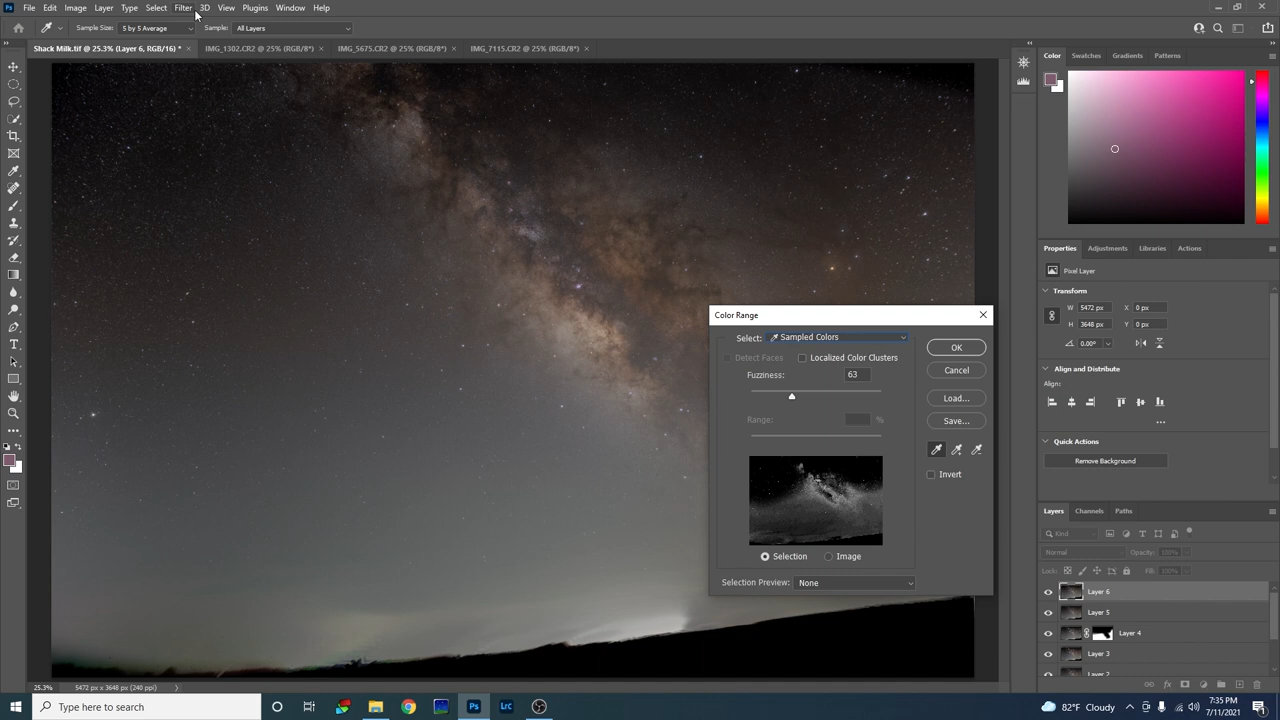 Ps File Edit Image Layer Type Select Filter 3D View Plugins Window Help
Sample Size: 5 by 5 Average Sample: All Layers
Shack Milk.tif @ 25.3% (Layer 6, RGB/16) * × IMG_1302.CR2 @ 25% (RGB/8*) × IMG_5675.CR2 @ 25% (RGB/8*) × IMG_7115.CR2 @ 25% (RGB/8*) ×
Color Swatches Gradients Patterns
Properties Adjustments Libraries Actions
Pixel Layer
Transform
W 5472 px X 0 px
H 3648 px Y 0 px
0.00°
Align and Distribute
Align:
Quick Actions
Remove Background
Layers Channels Paths
Kind
Normal Opacity: 100%
Lock: Fill: 100%
Layer 6
Layer 5
Layer 4
Layer 3
Layer 2
Color Range
Select: Sampled Colors
Detect Faces Localized Color Clusters
Fuzziness: 63
Range: %
OK
Cancel
Load...
Save...
Invert
Selection Image
Selection Preview: None
25.3% 5472 px x 3648 px (240 ppi)
Type here to search
Ps LrC
82°F Cloudy
7:35 PM
7/11/2021